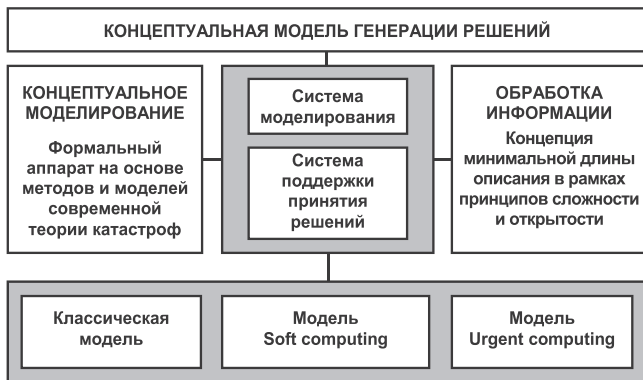 КОНЦЕПТУАЛЬНАЯ МОДЕЛЬ ГЕНЕРАЦИИ РЕШЕНИЙ
КОНЦЕПТУАЛЬНОЕ
МОДЕЛИРОВАНИЕ
Формальный
аппарат на основе
методов и моделей
современной
теории катастроф
Система
моделирования
Система
поддержки
принятия
решений
ОБРАБОТКА
ИНФОРМАЦИИ
Концепция
минимальной длины
описания в рамках
принципов сложности
и открытости
Классическая
модель
Модель
Soft computing
Модель
Urgent computing